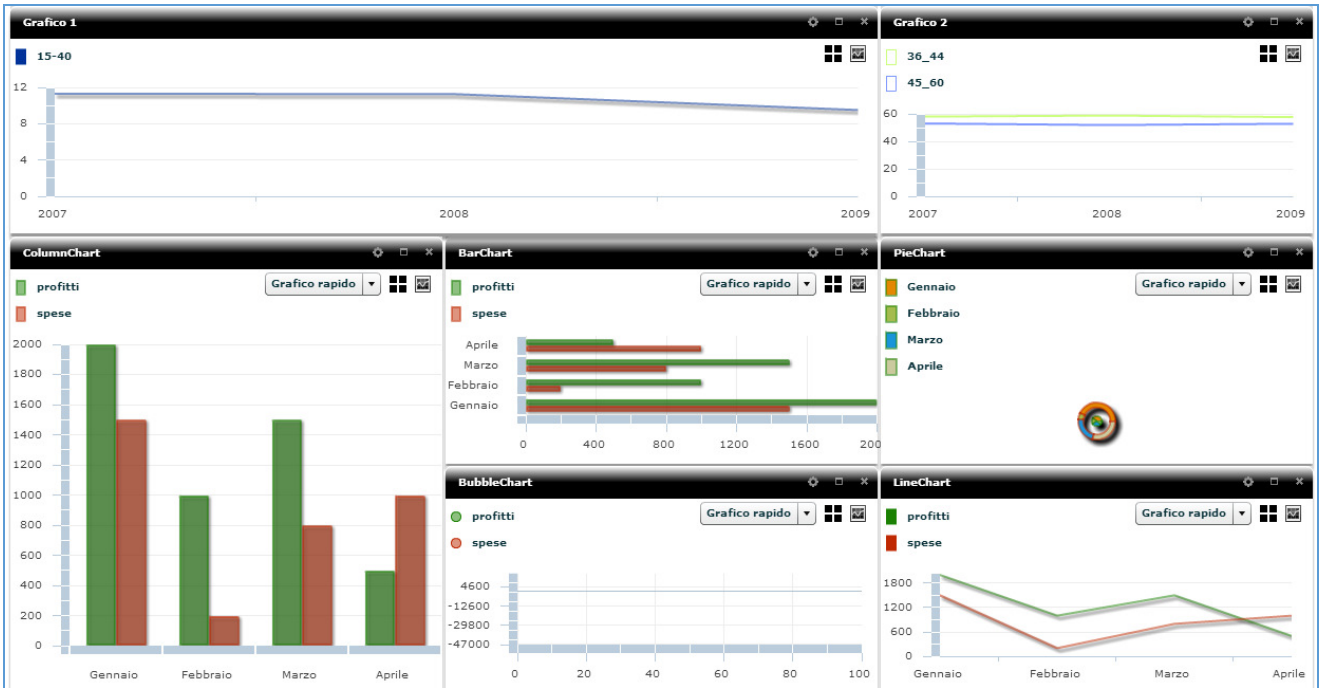 Grafico 1
15-40
12
8
4
0
2007 2008 2009
Grafico 2
36_44
45_60
60
40
20
0
2007 2008 2009
ColumnChart
profitti
Grafico rapido
spese
2000
1800
1600
1400
1200
1000
800
600
400
200
0
Gennaio Febbraio Marzo Aprile
BarChart
profitti
Grafico rapido
spese
Aprile
Marzo
Febbraio
Gennaio
0 400 800 1200 1600 200
PieChart
Gennaio
Grafico rapido
Febbraio
Marzo
Aprile
BubbleChart
profitti
Grafico rapido
spese
4600
-12600
-29800
-47000
0 20 40 60 80 100
LineChart
profitti
Grafico rapido
spese
1800
1200
600
0
Gennaio Febbraio Marzo Aprile